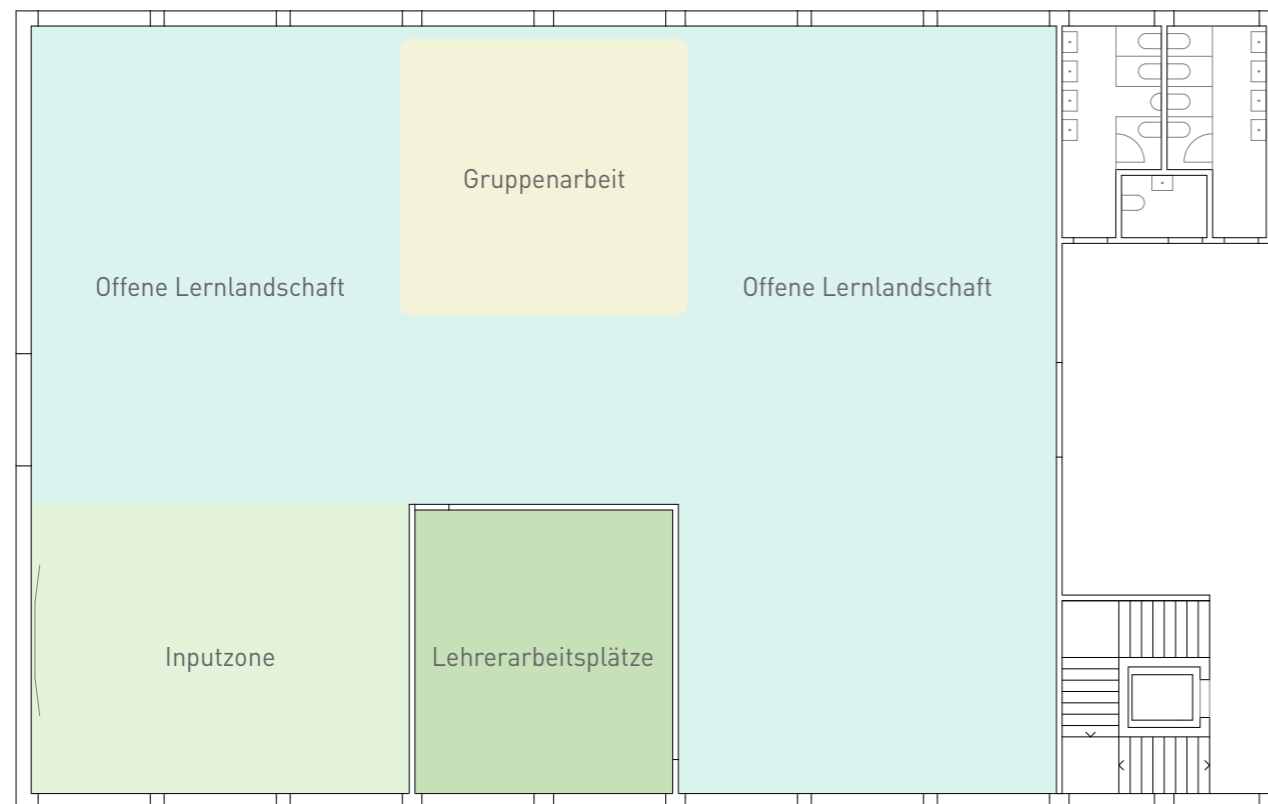 Gruppenarbeit
Offene Lernlandschaft
Offene Lernlandschaft
Inputzone
Lehrerarbeitsplätze